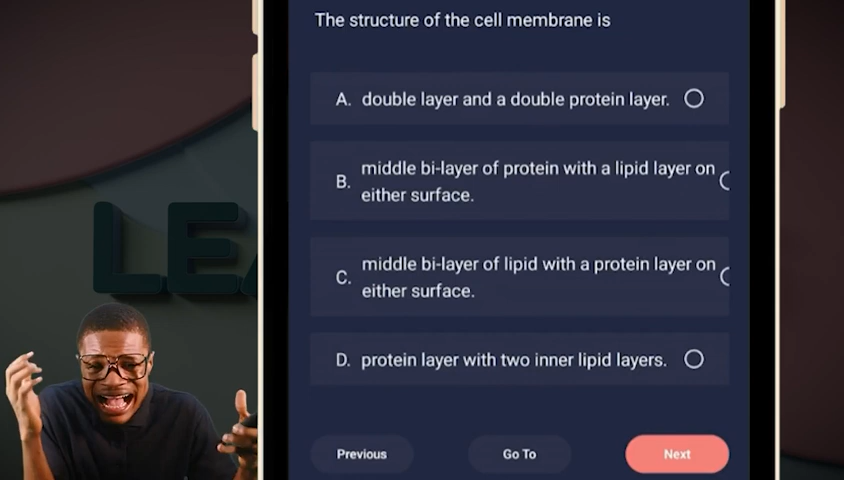 The structure of the cell membrane is
A. double layer and a double protein layer.
B. middle bi-layer of protein with a lipid layer on
either surface.
C. middle bi-layer of lipid with a protein layer on
either surface.
D. protein layer with two inner lipid layers.
Previous Go To Next